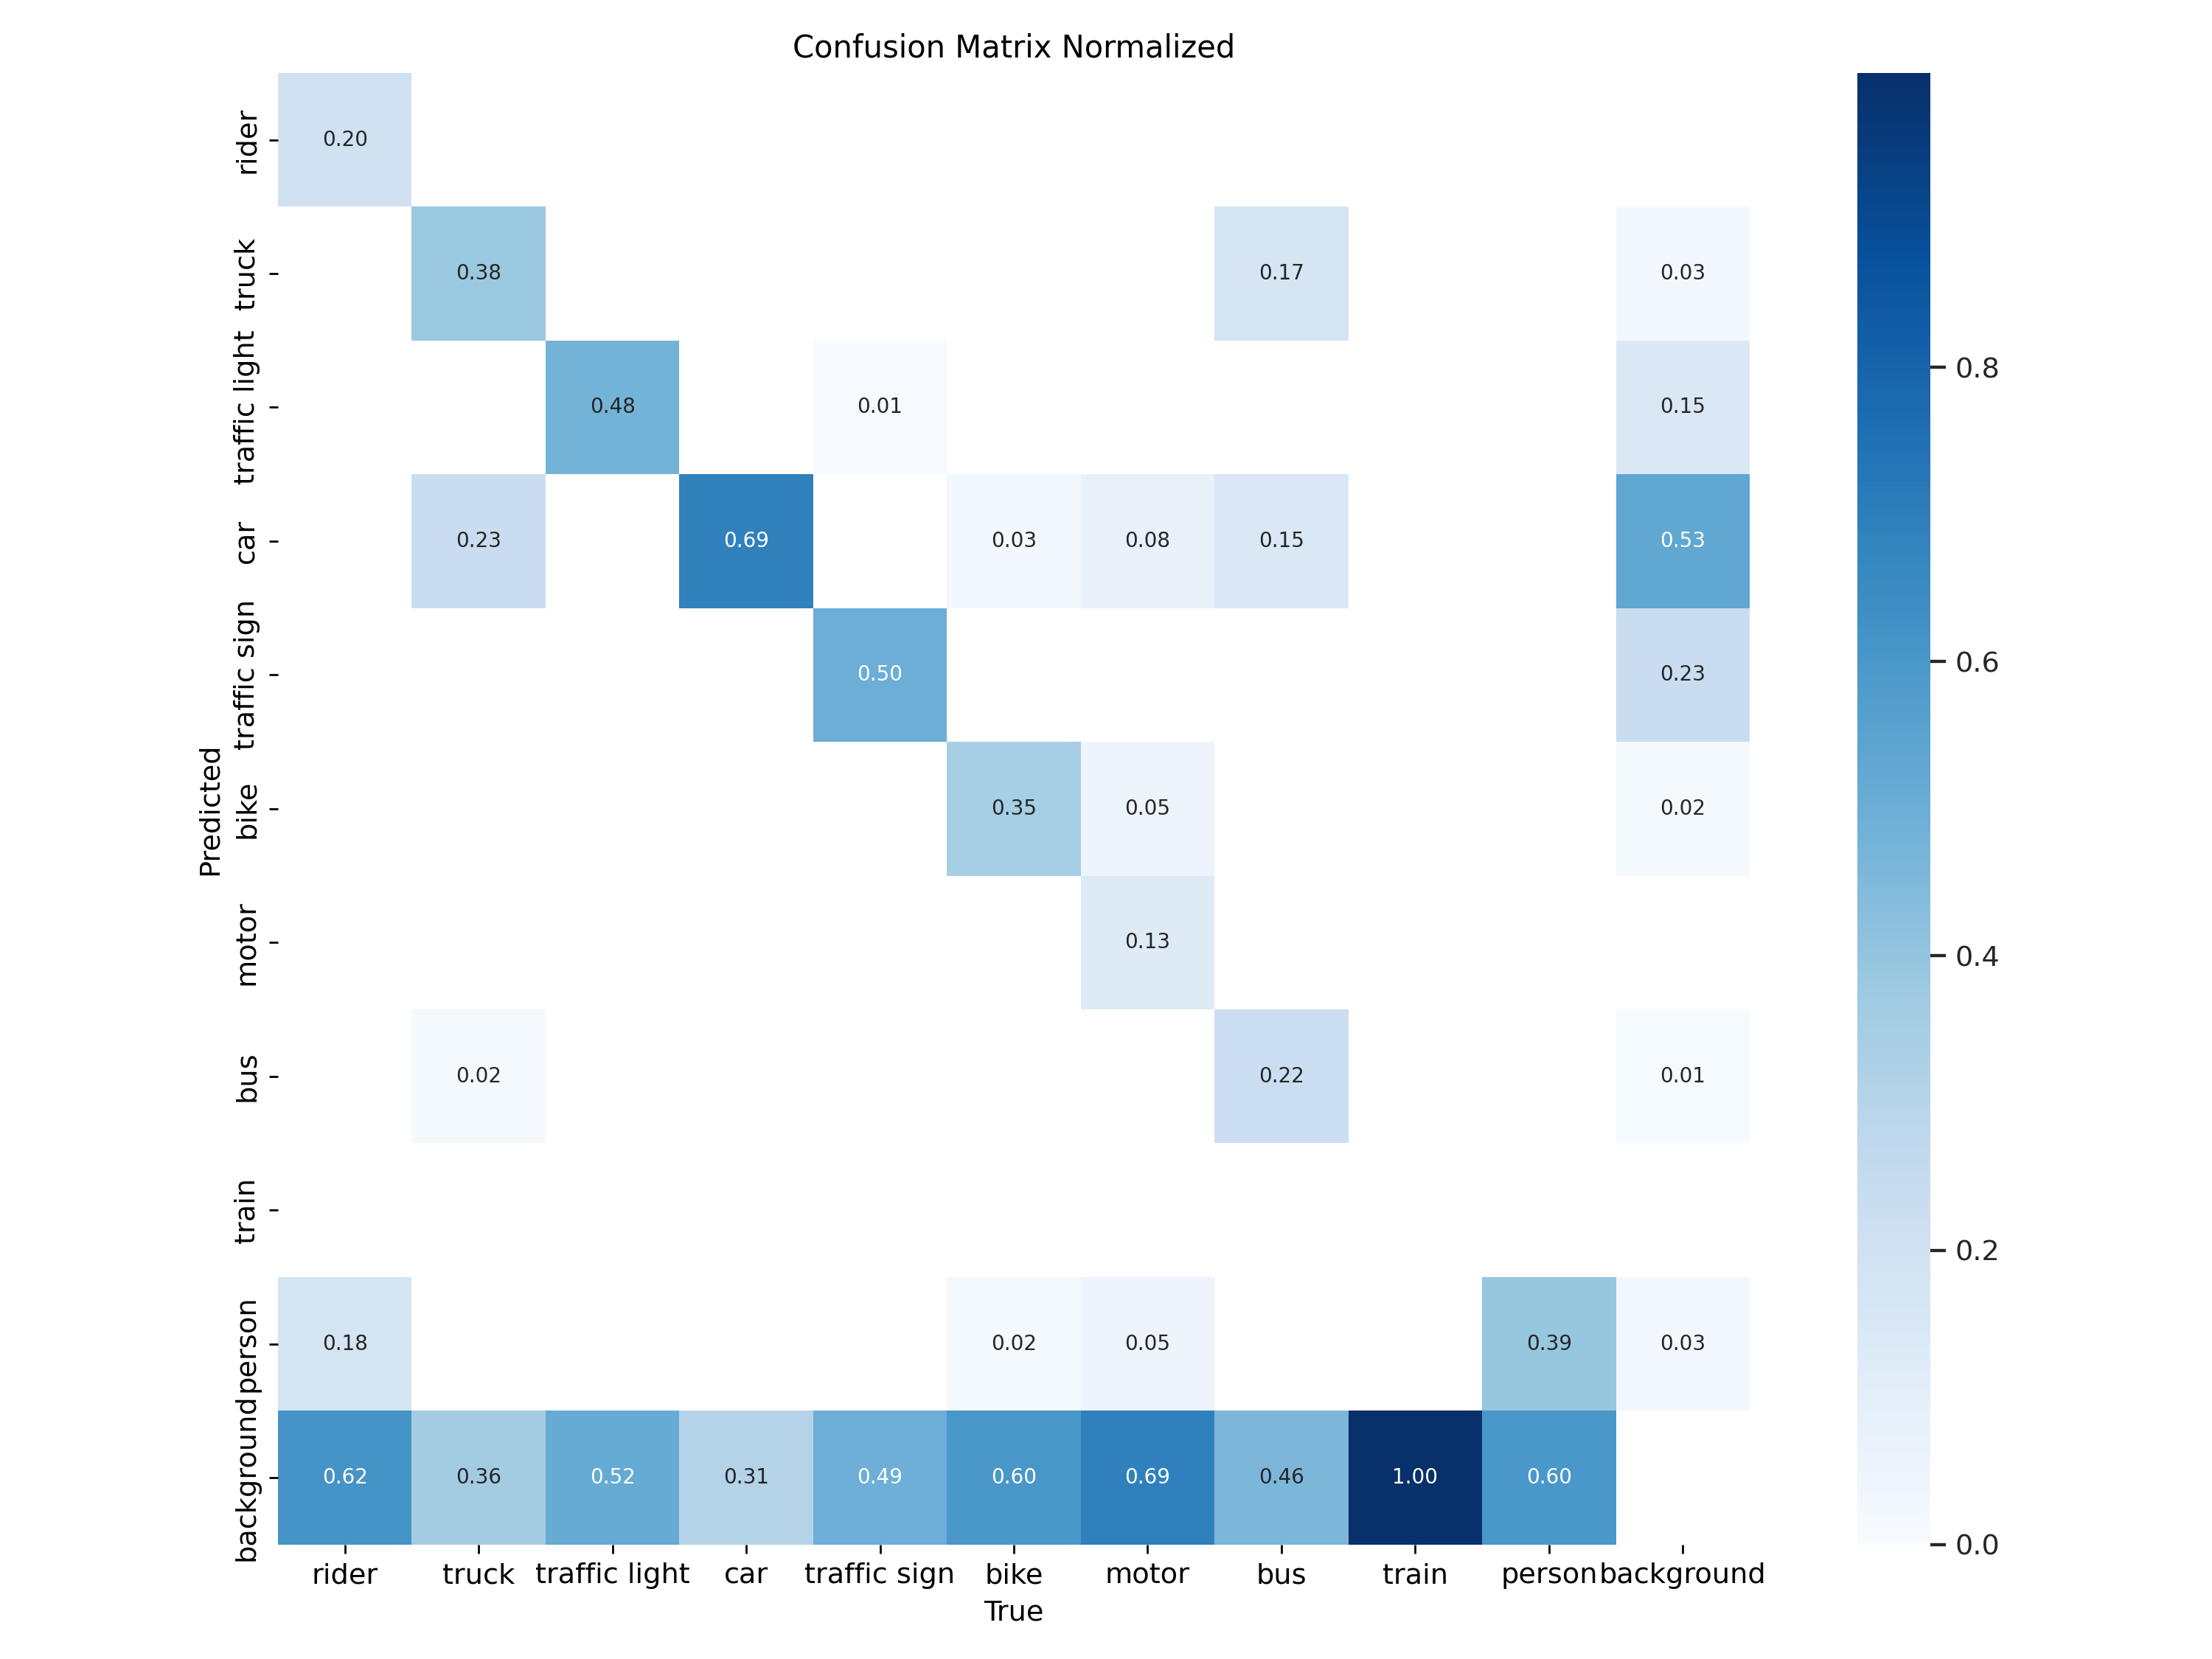 Confusion Matrix Normalized
Predicted
rider 0.20
truck 0.38 0.17 0.03
traffic light 0.48 0.01 0.15
car 0.23 0.69 0.03 0.08 0.15 0.53
traffic sign 0.50 0.23
bike 0.35 0.05 0.02
motor 0.13
bus 0.02 0.22 0.01
train
person 0.18 0.02 0.05 0.39 0.03
background 0.62 0.36 0.52 0.31 0.49 0.60 0.69 0.46 1.00 0.60
rider truck traffic light car traffic sign bike motor bus train person background
True
0.8
0.6
0.4
0.2
0.0